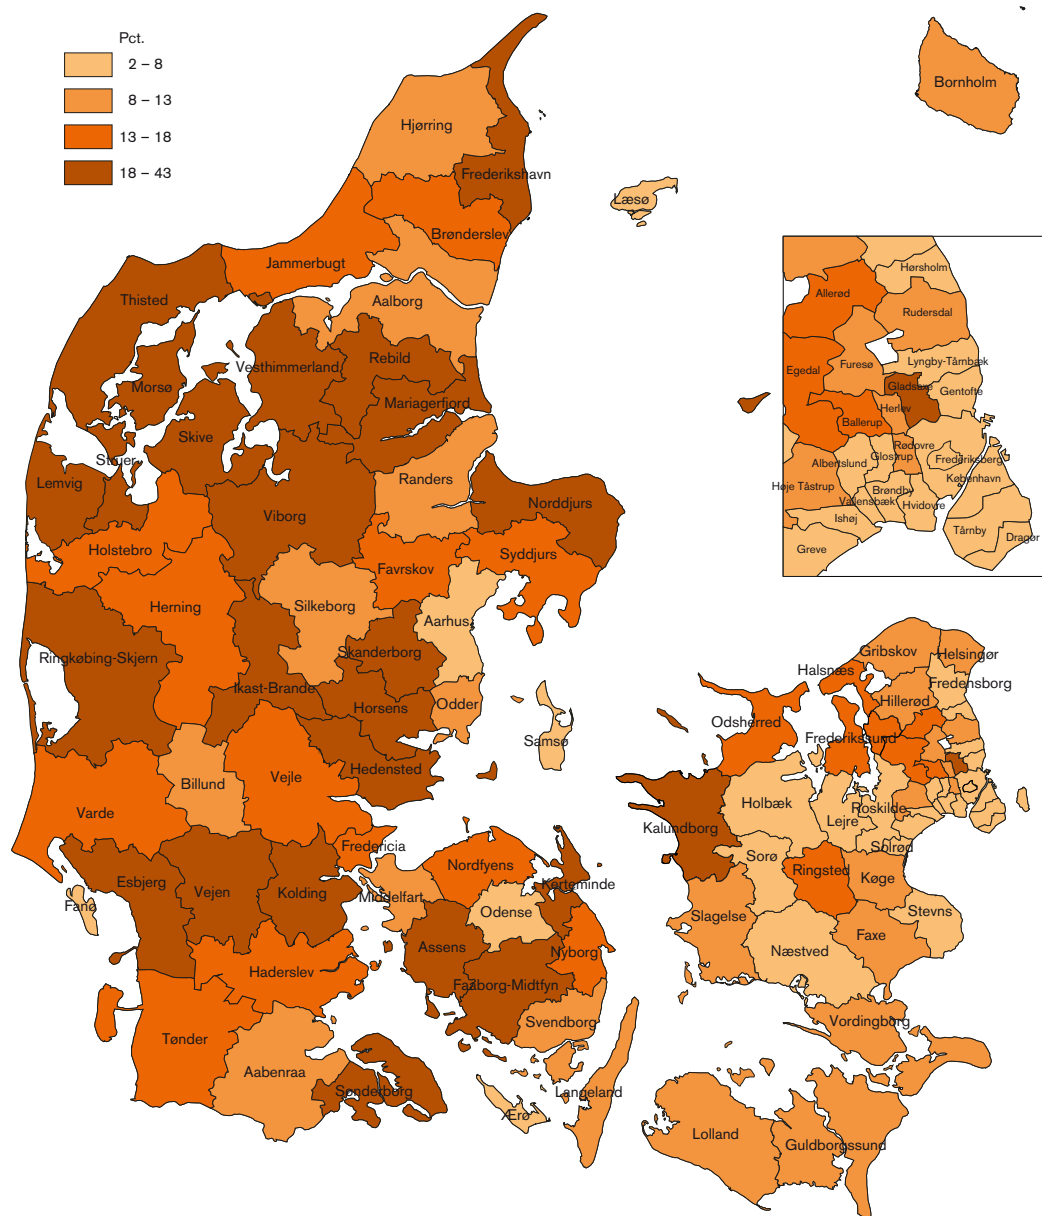 Pct.
2 – 8
8 – 13
13 – 18
18 – 43
Bornholm
Hjørring
Frederikshavn
Læsø
Brønderslev
Jammerbugt
Thisted
Aalborg
Rebild
Vesthimmerland
Morsø
Mariagerfjord
Skive
Struer
Lemvig
Randers
Norddjurs
Viborg
Holstebro
Syddjurs
Favrskov
Herning
Silkeborg
Aarhus
Skanderborg
Ringkøbing-Skjern
Ikast-Brande
Horsens
Odder
Samsø
Hedensted
Billund
Vejle
Varde
Fredericia
Esbjerg
Vejen
Kolding
Fanø
Nordfyens
Middelfart
Kerteminde
Odense
Assens
Nyborg
Haderslev
Faaborg-Midtfyn
Svendborg
Tønder
Aabenraa
Sønderborg
Langeland
Ærø
Hørsholm
Allerød
Rudersdal
Furesø
Lyngby-Tårnbæk
Egedal
Gladsaxe
Gentofte
Herlev
Ballerup
Rødovre
Glostrup
Albertslund
Frederiksberg
København
Høje Tåstrup
Brøndby
Vallensbæk
Hvidovre
Ishøj
Tårnby
Dragør
Greve
Gribskov
Helsingør
Halsnæs
Fredensborg
Hillerød
Odsherred
Frederikssund
Holbæk
Roskilde
Lejre
Kalundborg
Solrød
Sorø
Ringsted
Køge
Slagelse
Stevns
Faxe
Næstved
Vordingborg
Lolland
Guldborgssund